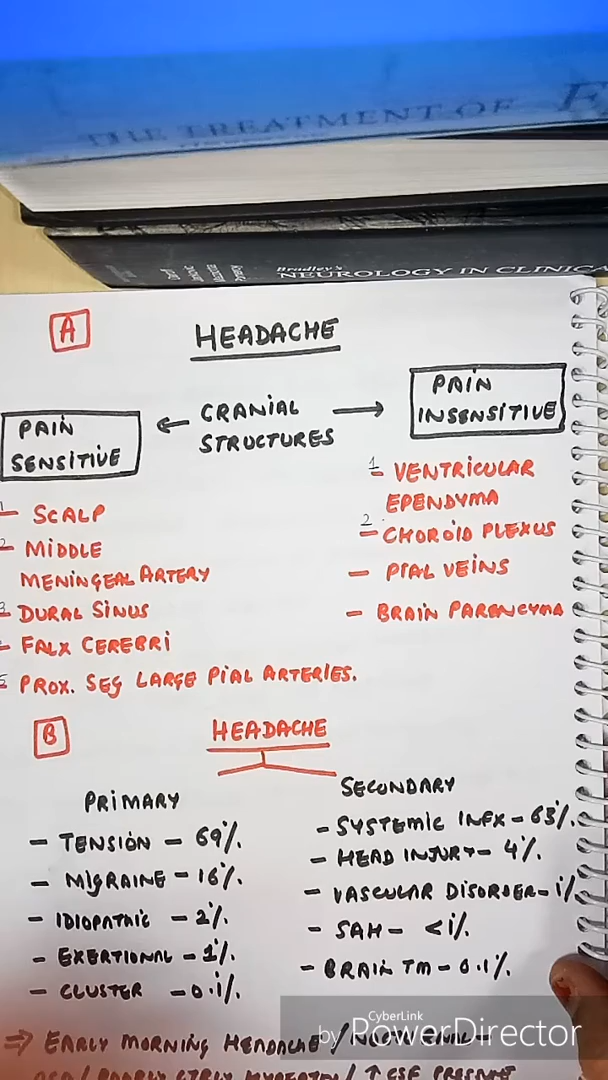 THE TREATMENT OF
Bradley's
NEUROLOGY IN CLINICA
A
HEADACHE
PAIN
SENSITIVE
CRANIAL
STRUCTURES
PAIN
INSENSITIVE
1- SCALP
2- MIDDLE
MENINGEAL ARTERY
3- DURAL SINUS
- FALX CEREBRI
5- PROX. SEG LARGE PIAL ARTERIES.
1- VENTRICULAR
EPENDYMA
2- CHOROID PLEXUS
- PIAL VEINS
- BRAIN PARENCYMA
B
HEADACHE
PRIMARY
- TENSION - 69%.
- MIGRAINE - 16%.
- IDIOPATHIC - 2%.
- EXERTIONAL - 1%.
- CLUSTER - 0.1%.
SECONDARY
- SYSTEMIC INFX - 63%.
- HEAD INJURY - 4%.
- VASCULAR DISORDER - 1%
- SAH - <1%.
- BRAIN TM - 0.1%.
⇒ EARLY MORNING HEADACHE /
by CyberLink
PowerDirector